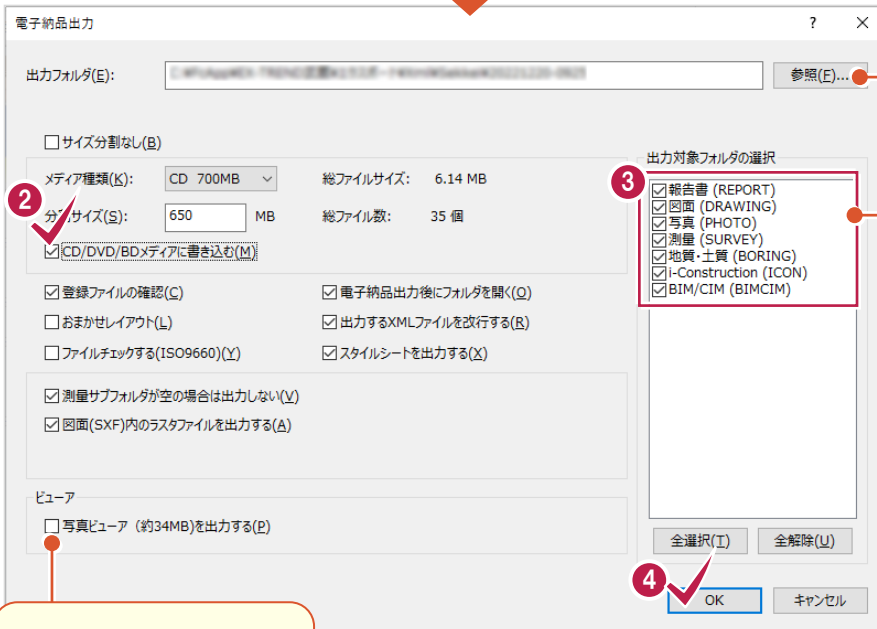 電子納品出力 ? ×
出力フォルダ(E): 参照(F)...
サイズ分割なし(B)
出力対象フォルダの選択
メディア種類(K): CD 700MB 総ファイルサイズ: 6.14 MB
3
報告書 (REPORT)
2
図面 (DRAWING)
分割サイズ(S): 650 MB 総ファイル数: 35 個
写真 (PHOTO)
測量 (SURVEY)
CD/DVD/BDメディアに書き込む(M)
地質・土質 (BORING)
i-Construction (ICON)
BIM/CIM (BIMCIM)
登録ファイルの確認(C) 電子納品出力後にフォルダを開く(O)
おまかせレイアウト(L) 出力するXMLファイルを改行する(R)
ファイルチェックする(ISO9660)(Y) スタイルシートを出力する(X)
測量サブフォルダが空の場合は出力しない(V)
図面(SXF)内のラスタファイルを出力する(A)
ビューア
写真ビューア（約34MB)を出力する(P)
全選択(T) 全解除(U)
4
OK キャンセル